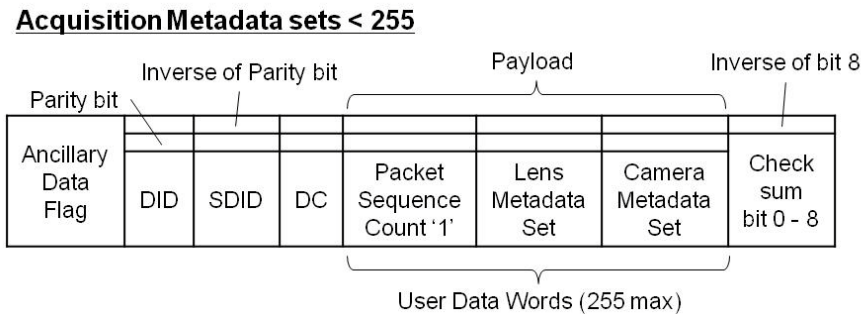 Acquisition Metadata sets < 255
Inverse of Parity bit
Payload
Inverse of bit 8
Parity bit
Ancillary
Data
Flag
DID
SDID
DC
Packet
Sequence
Count ‘1’
Lens
Metadata
Set
Camera
Metadata
Set
Check
sum
bit 0 - 8
User Data Words (255 max)